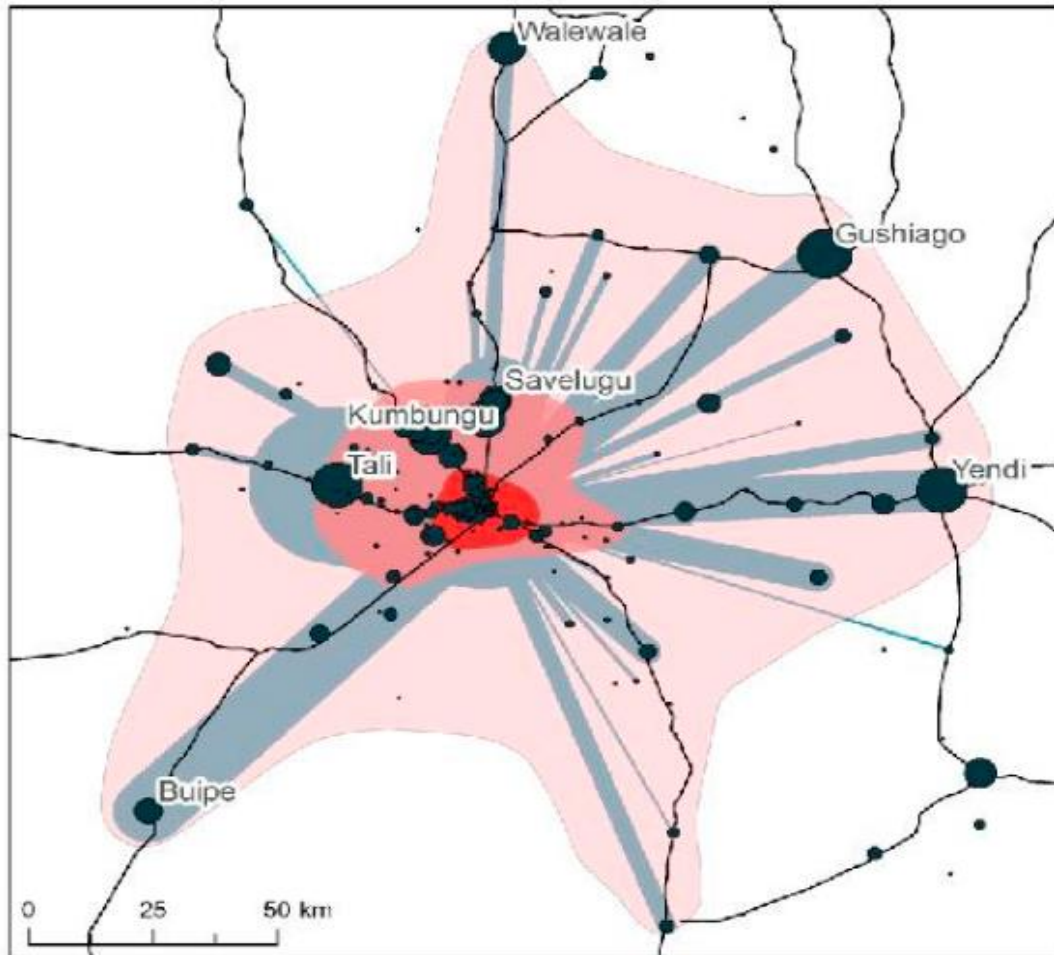 Walewale
Gushiago
Savelugu
Kumbungu
Tali
Yendi
Buipe
0 25 50 km